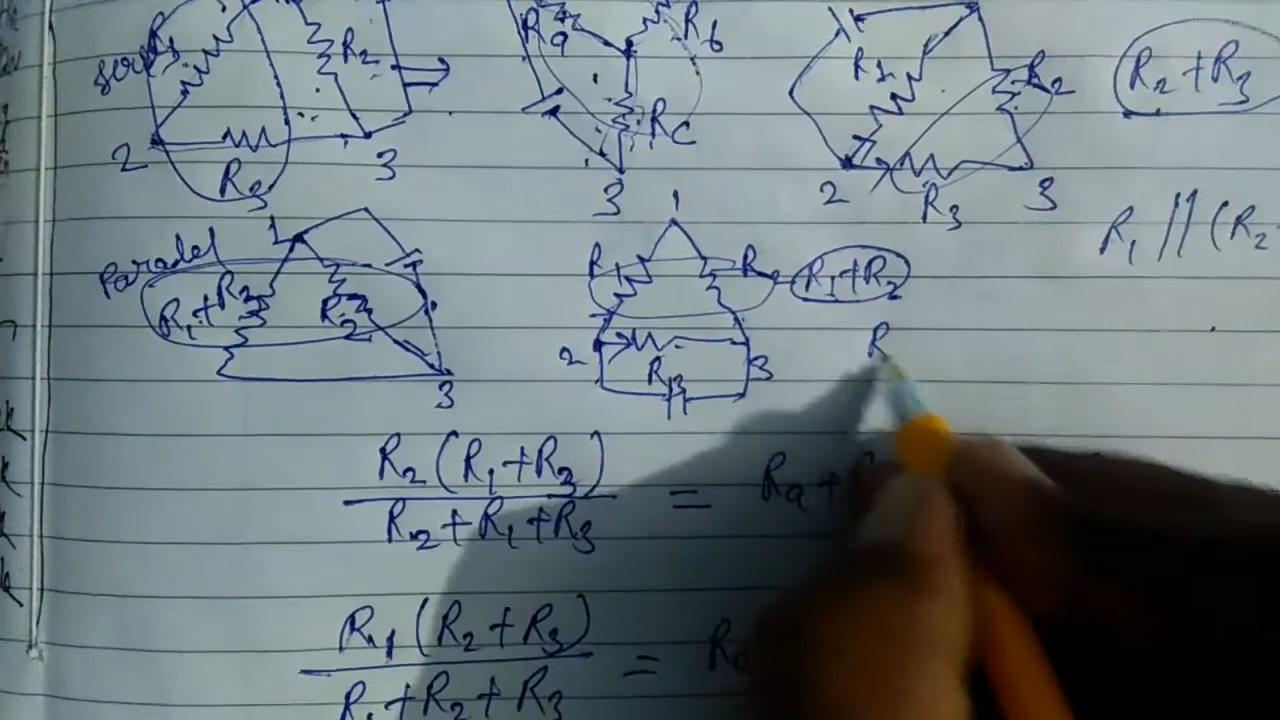 Ra
R6
R1
R2
R2+R3
series
R2
Rc
2
R3
3
3
2
R3
3
R1 // (R2
Parallel
1
1
R1+R3
R2
R1
R1+R2
2
R3
3
R
3
R2 (R1+R3)
R2+R1+R3
= Ra+
R1 (R2+R3)
R1+R2+R3
= R